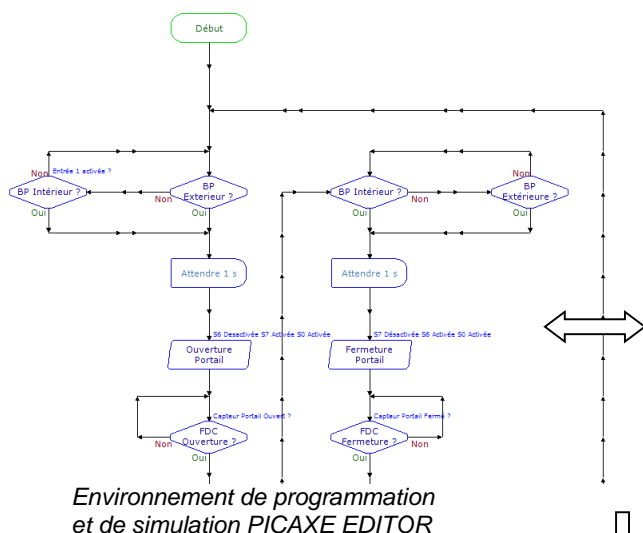 Début
Non
Entrée 1 activée ?
BP Intérieur ?
Oui
Non
BP
Exterieur ?
Oui
BP Intérieur ?
Non
Oui
Non
BP
Extérieure ?
Oui
Attendre 1 s
Attendre 1 s
S6 Desactivée S7 Activée S0 Activée
S7 Désactivée S6 Activée S0 Activée
Ouverture
Portail
Fermeture
Portail
Capteur Portail Ouvert ?
Capteur Portail Fermé ?
FDC
Ouverture ?
Non
Oui
FDC
Fermeture ?
Non
Oui
Environnement de programmation
et de simulation PICAXE EDITOR